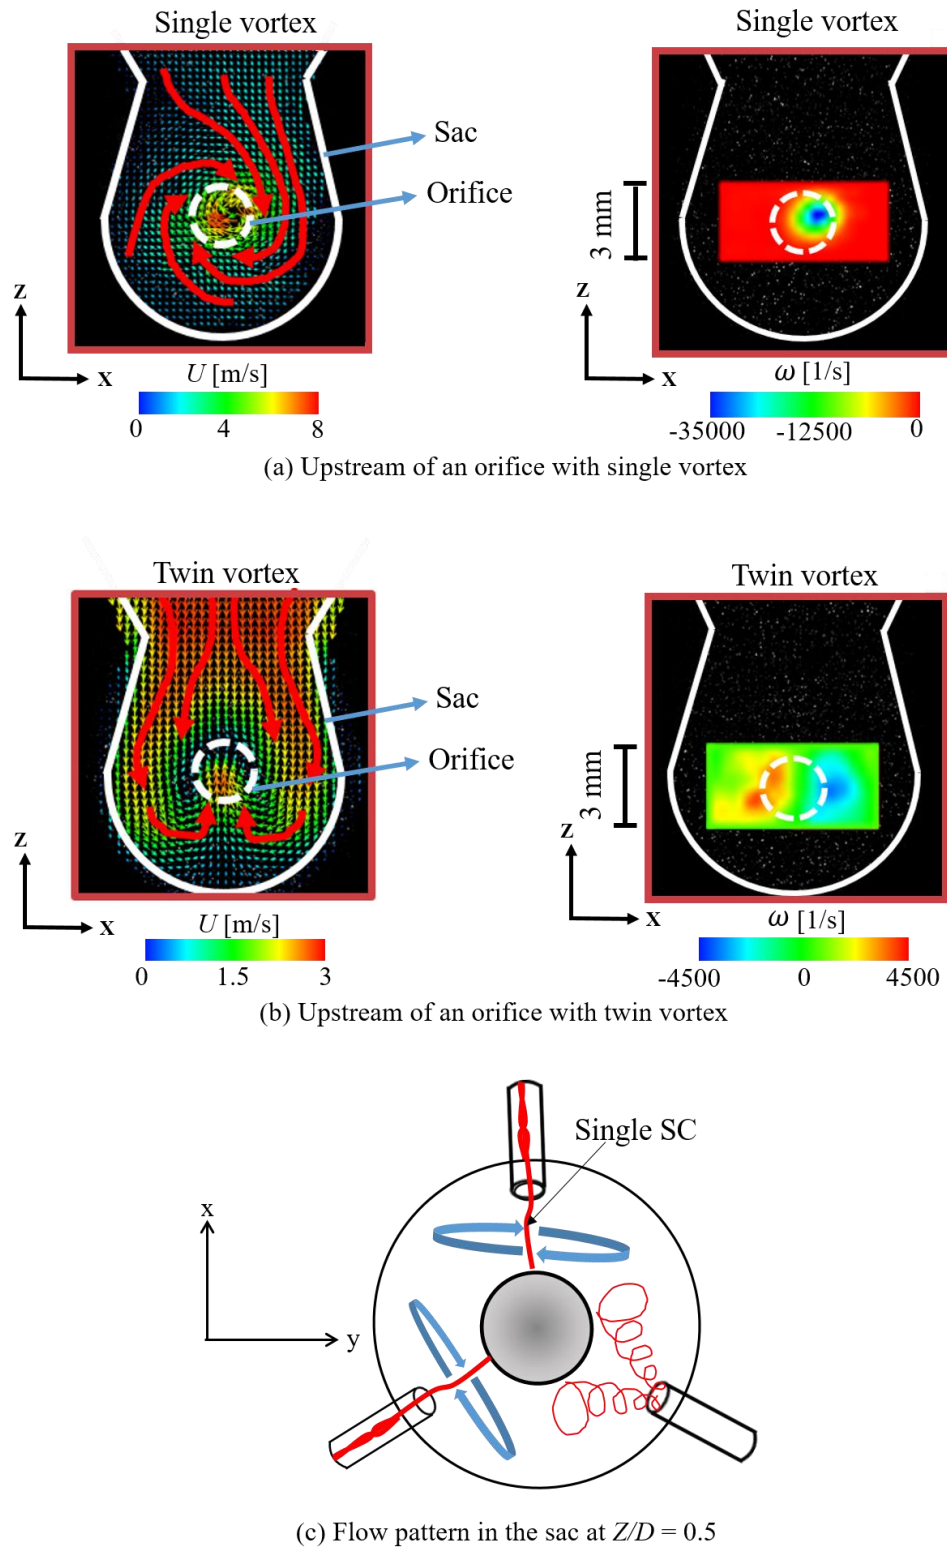 Single vortex
Single vortex
Sac
Orifice
3 mm
z
x
z
x
U [m/s]
0 4 8
ω [1/s]
-35000 -12500 0
(a) Upstream of an orifice with single vortex
Twin vortex
Twin vortex
Sac
Orifice
3 mm
z
x
z
x
U [m/s]
0 1.5 3
ω [1/s]
-4500 0 4500
(b) Upstream of an orifice with twin vortex
Single SC
x
y
(c) Flow pattern in the sac at Z/D = 0.5